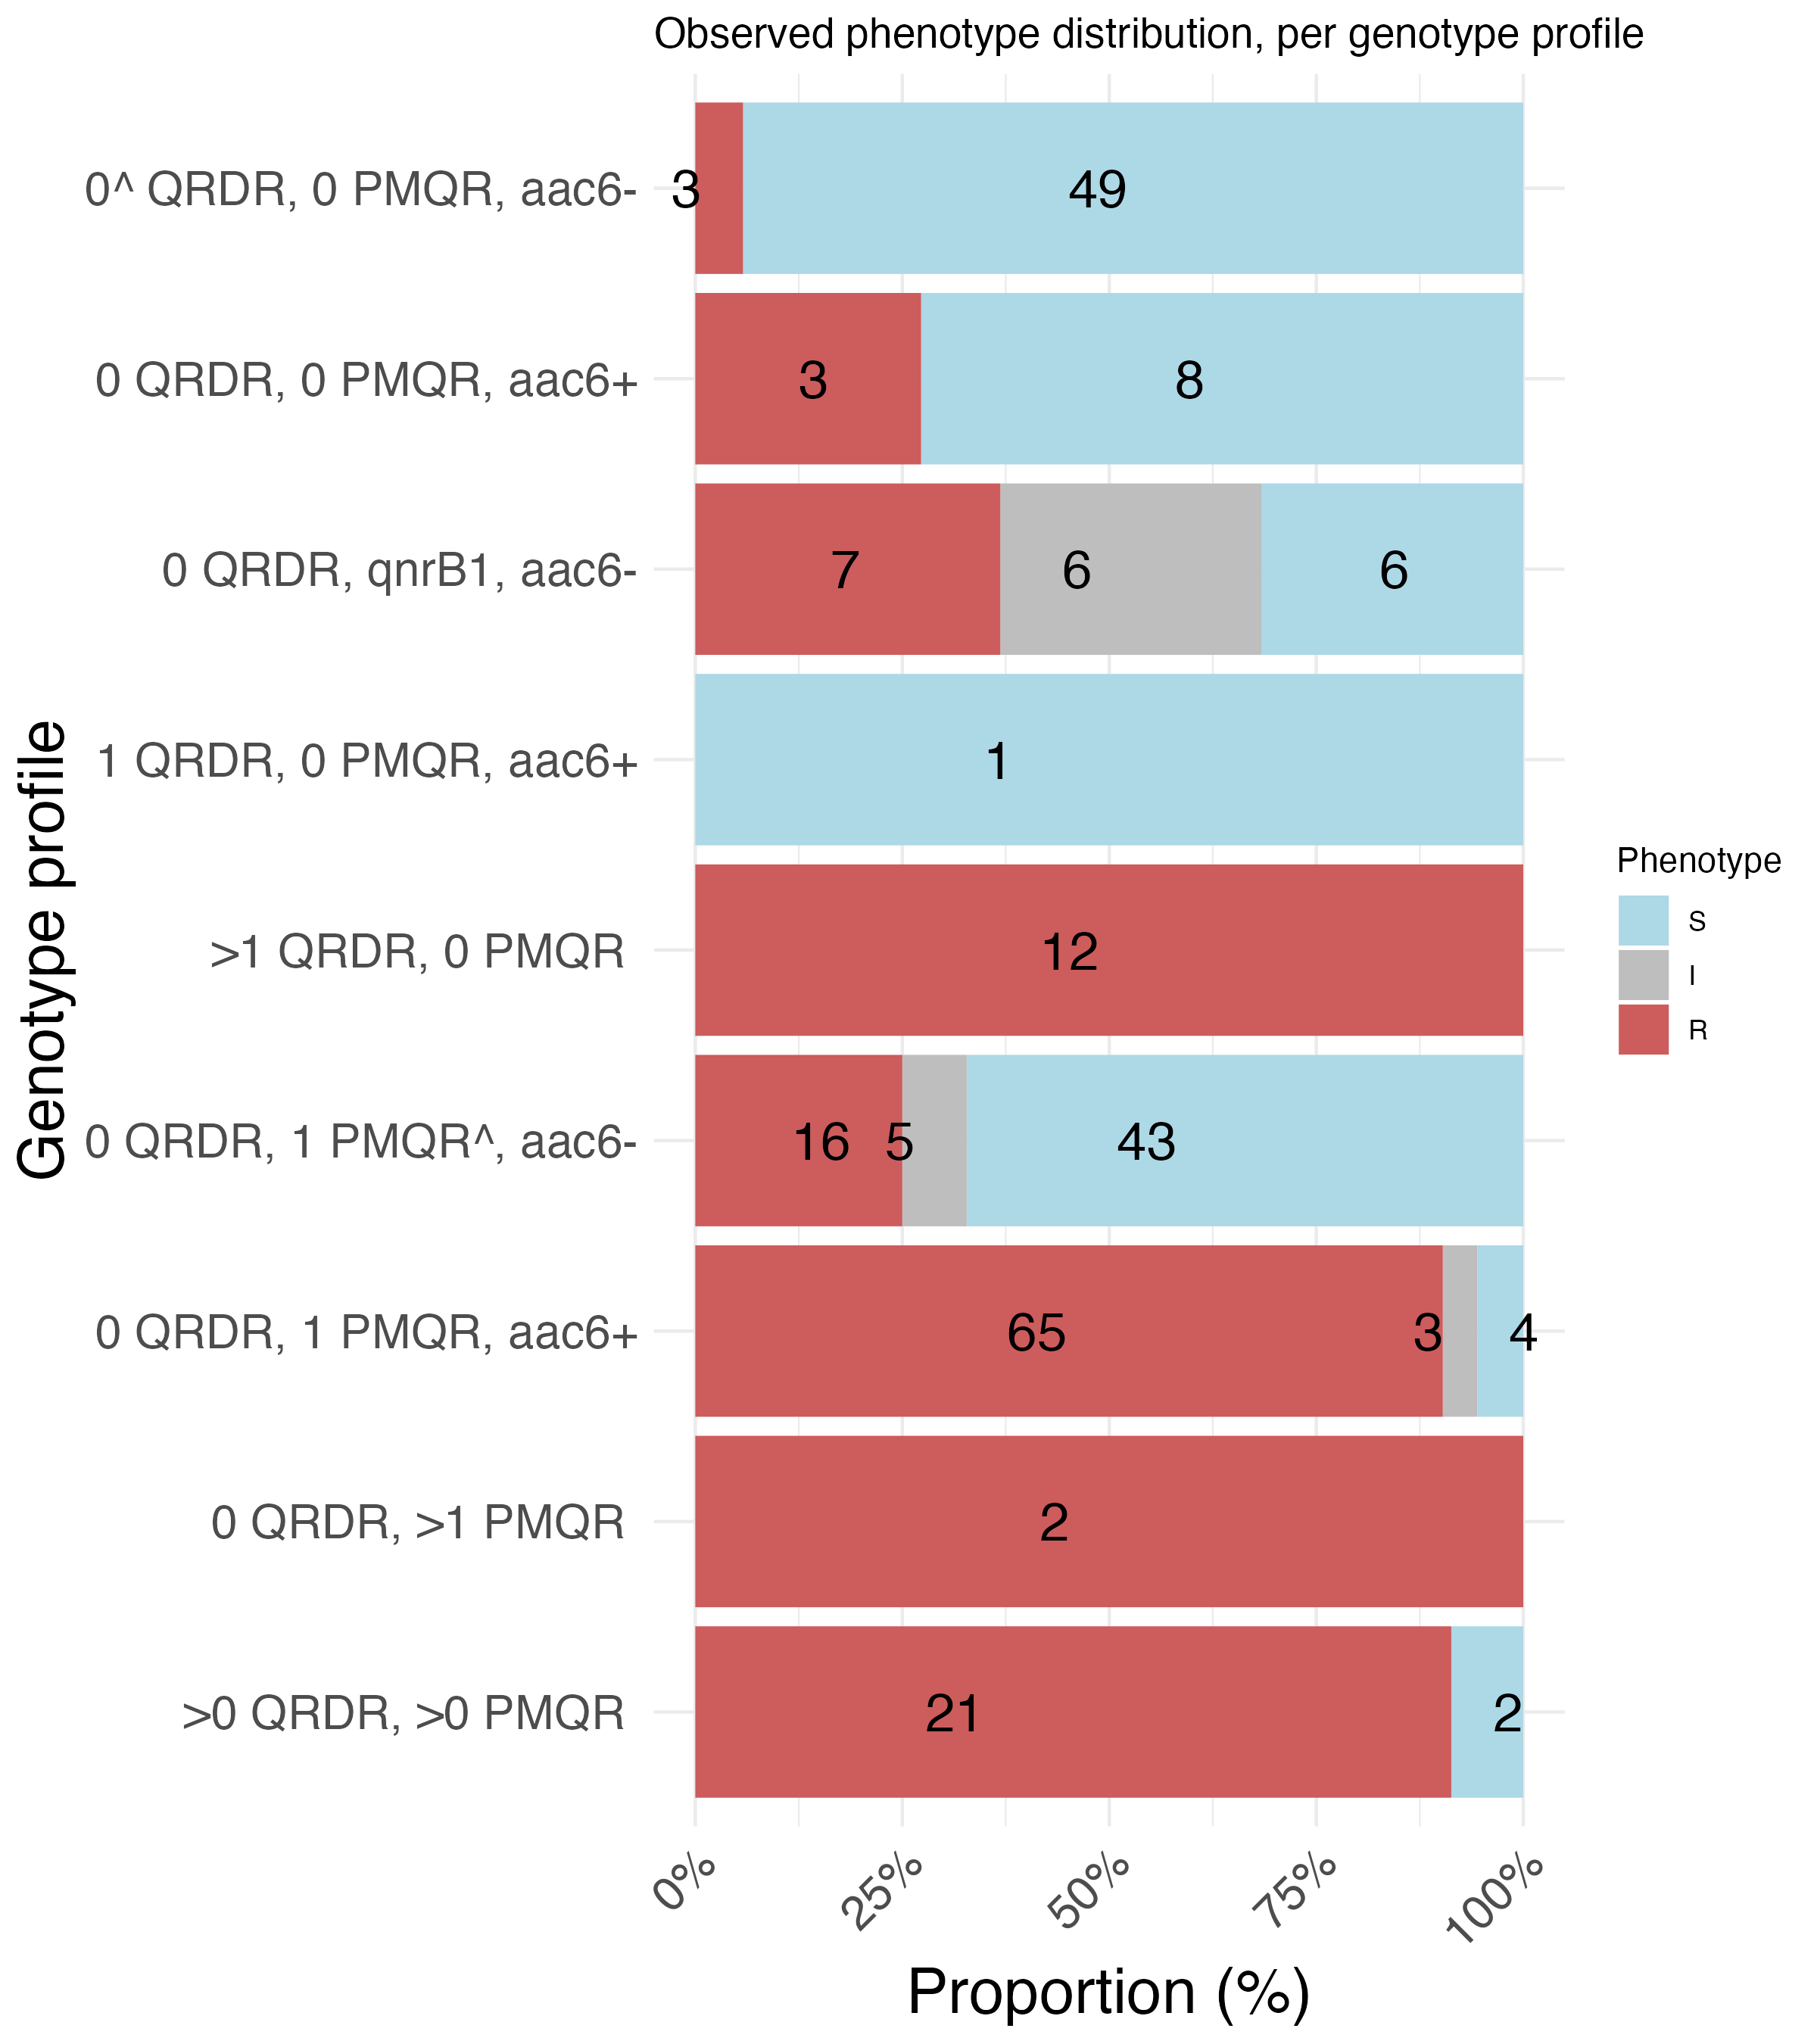 Observed phenotype distribution, per genotype profile
Genotype profile
0^ QRDR, 0 PMQR, aac6-
3
49
0 QRDR, 0 PMQR, aac6+
3
8
0 QRDR, qnrB1, aac6-
7
6
6
1 QRDR, 0 PMQR, aac6+
1
>1 QRDR, 0 PMQR
12
0 QRDR, 1 PMQR^, aac6-
16
5
43
0 QRDR, 1 PMQR, aac6+
65
3
4
0 QRDR, >1 PMQR
2
>0 QRDR, >0 PMQR
21
2
0%
25%
50%
75%
100%
Proportion (%)
Phenotype
S
I
R